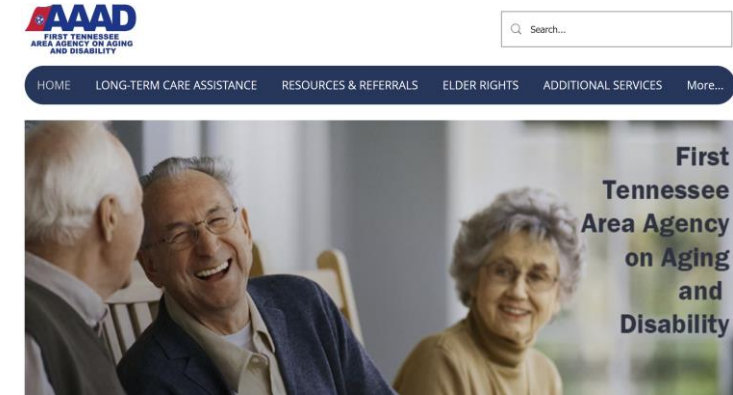 AAAD
FIRST TENNESSEE
AREA AGENCY ON AGING
AND DISABILITY
Search...
HOME LONG-TERM CARE ASSISTANCE RESOURCES & REFERRALS ELDER RIGHTS ADDITIONAL SERVICES More...
First
Tennessee
Area Agency
on Aging
and
Disability